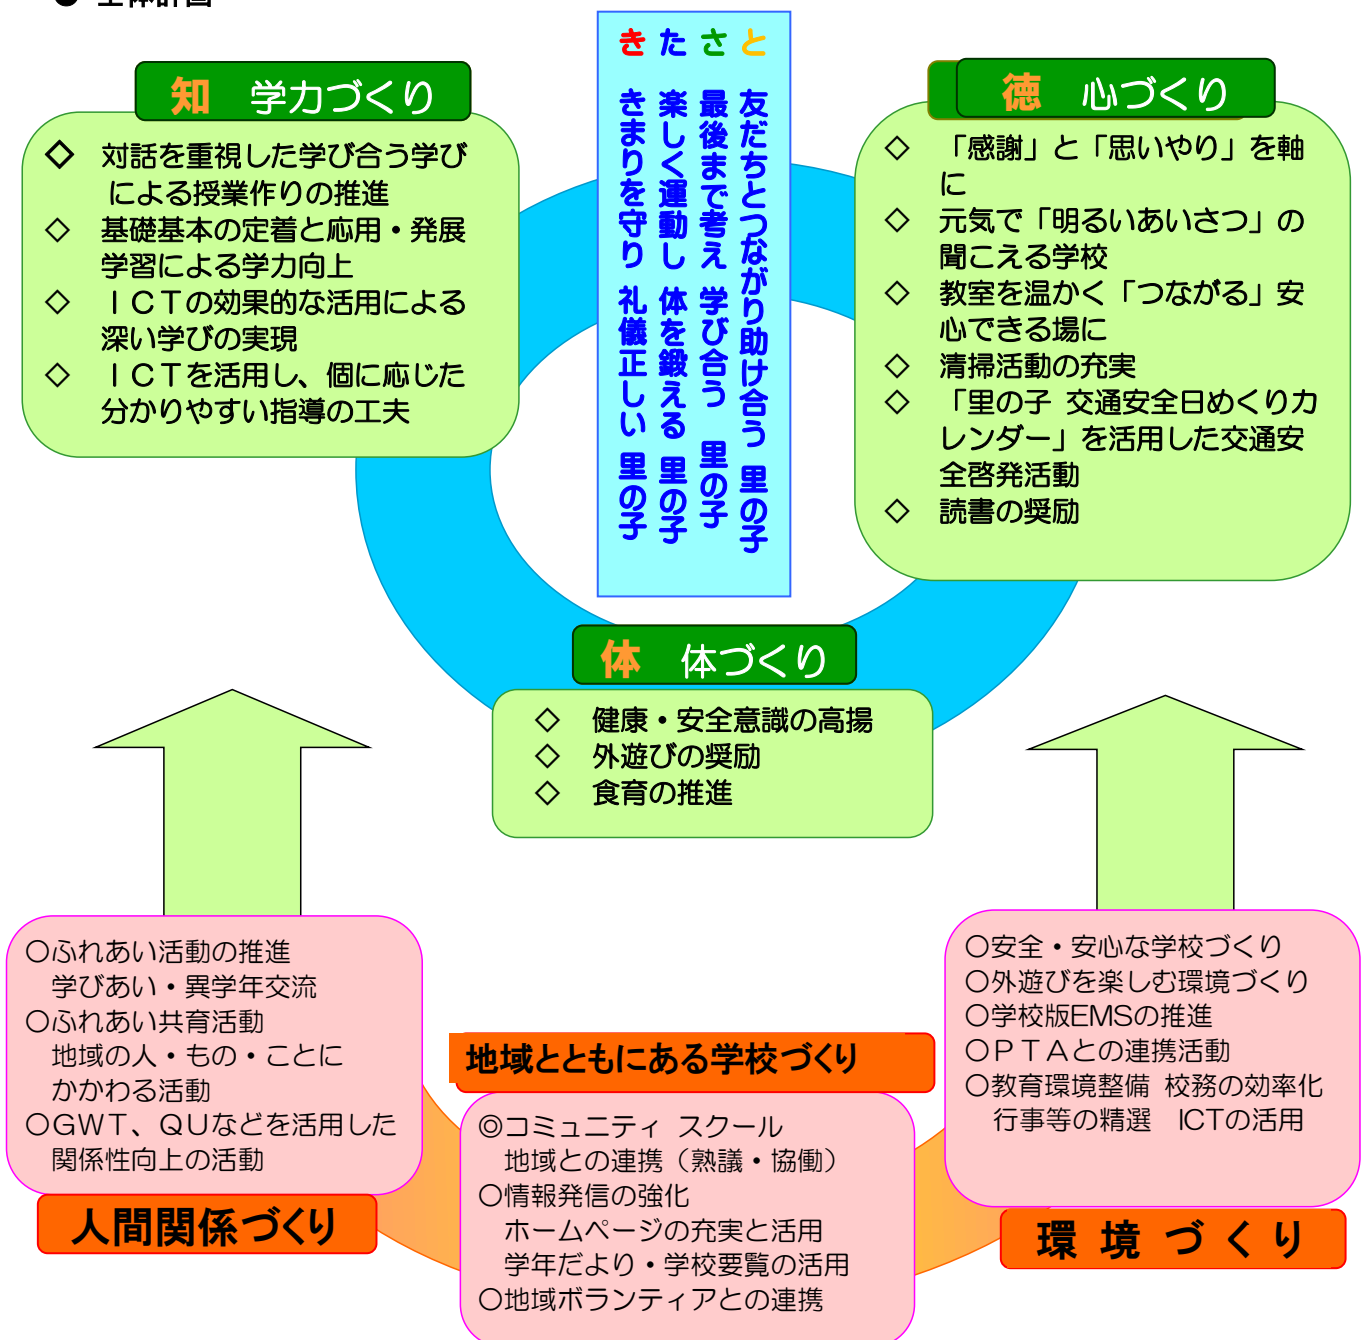 ● 全体計画
き た さ と
友だちとつながり助け合う 里の子
最後まで考え 学び合う 里の子
楽しく運動し 体を鍛える 里の子
きまりを守り 礼儀正しい 里の子
知 学力づくり
◇ 対話を重視した学び合う学び
による授業作りの推進
◇ 基礎基本の定着と応用・発展
学習による学力向上
◇ ＩＣＴの効果的な活用による
深い学びの実現
◇ ＩＣＴを活用し、個に応じた
分かりやすい指導の工夫
徳 心づくり
◇ 「感謝」と「思いやり」を軸
に
◇ 元気で「明るいあいさつ」の
聞こえる学校
◇ 教室を温かく「つながる」安
心できる場に
◇ 清掃活動の充実
◇ 「里の子 交通安全日めくりカ
レンダー」を活用した交通安
全啓発活動
◇ 読書の奨励
体 体づくり
◇ 健康・安全意識の高揚
◇ 外遊びの奨励
◇ 食育の推進
〇ふれあい活動の推進
学びあい・異学年交流
〇ふれあい共育活動
地域の人・もの・ことに
かかわる活動
〇ＧＷＴ、ＱＵなどを活用した
関係性向上の活動
人間関係づくり
地域とともにある学校づくり
◎コミュニティ スクール
地域との連携（熟議・協働）
〇情報発信の強化
ホームページの充実と活用
学年だより・学校要覧の活用
〇地域ボランティアとの連携
〇安全・安心な学校づくり
〇外遊びを楽しむ環境づくり
〇学校版EMSの推進
〇ＰＴＡとの連携活動
〇教育環境整備 校務の効率化
行事等の精選 ICTの活用
環 境 づ く り